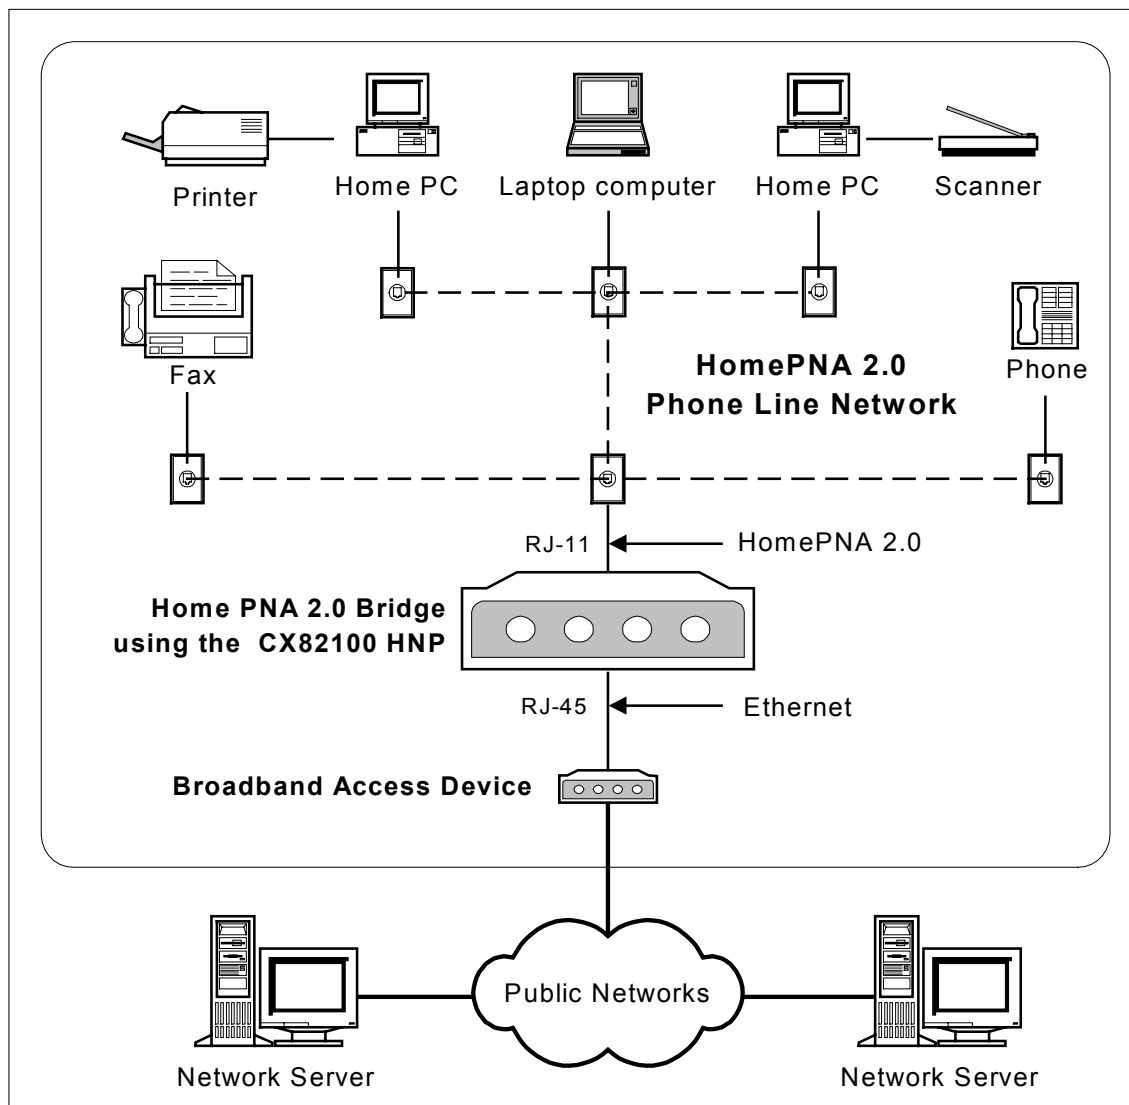 Printer
Home PC
Laptop computer
Home PC
Scanner
Fax
HomePNA 2.0
Phone Line Network
Phone
RJ-11
HomePNA 2.0
Home PNA 2.0 Bridge
using the CX82100 HNP
RJ-45
Ethernet
Broadband Access Device
Public Networks
Network Server
Network Server